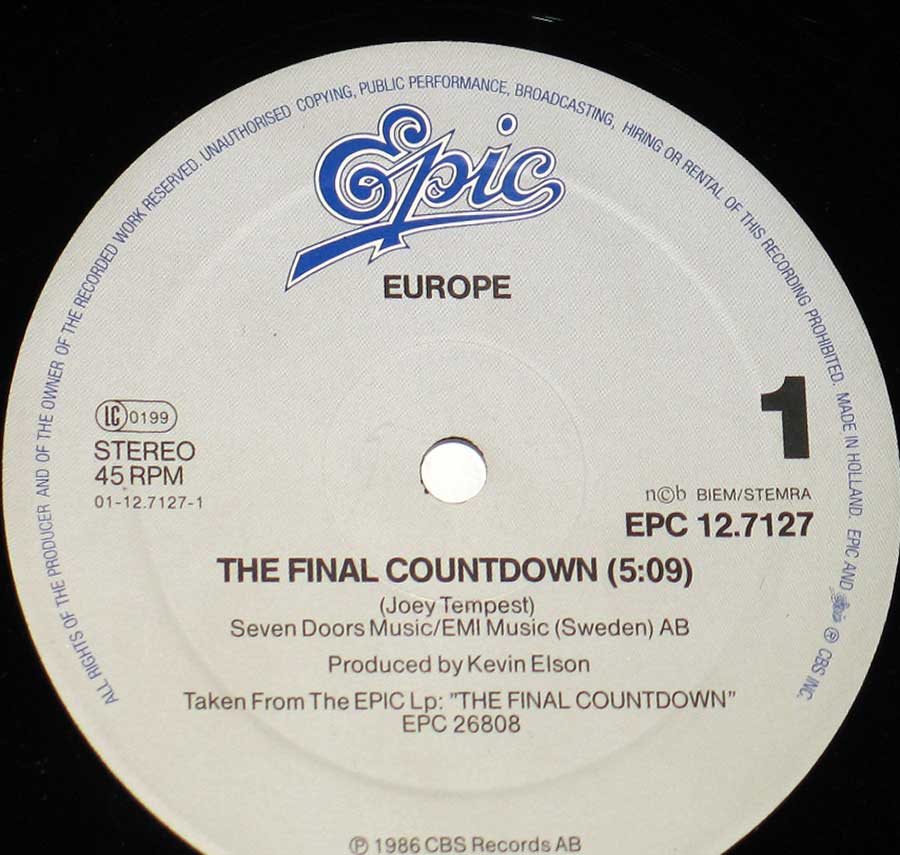 ALL RIGHTS OF THE PRODUCER AND OF THE OWNER OF THE RECORDED WORK RESERVED. UNAUTHORISED COPYING, PUBLIC PERFORMANCE, BROADCASTING, HIRING OR RENTAL OF THIS RECORDING PROHIBITED. MADE IN HOLLAND. EPIC AND Epic ® CBS INC.
Epic
EUROPE
1
LC 0199
STEREO
45 RPM
01-12.7127-1
n©b BIEM/STEMRA
EPC 12.7127
THE FINAL COUNTDOWN (5:09)
(Joey Tempest)
Seven Doors Music/EMI Music (Sweden) AB
Produced by Kevin Elson
Taken From The EPIC Lp: "THE FINAL COUNTDOWN"
EPC 26808
℗ 1986 CBS Records AB